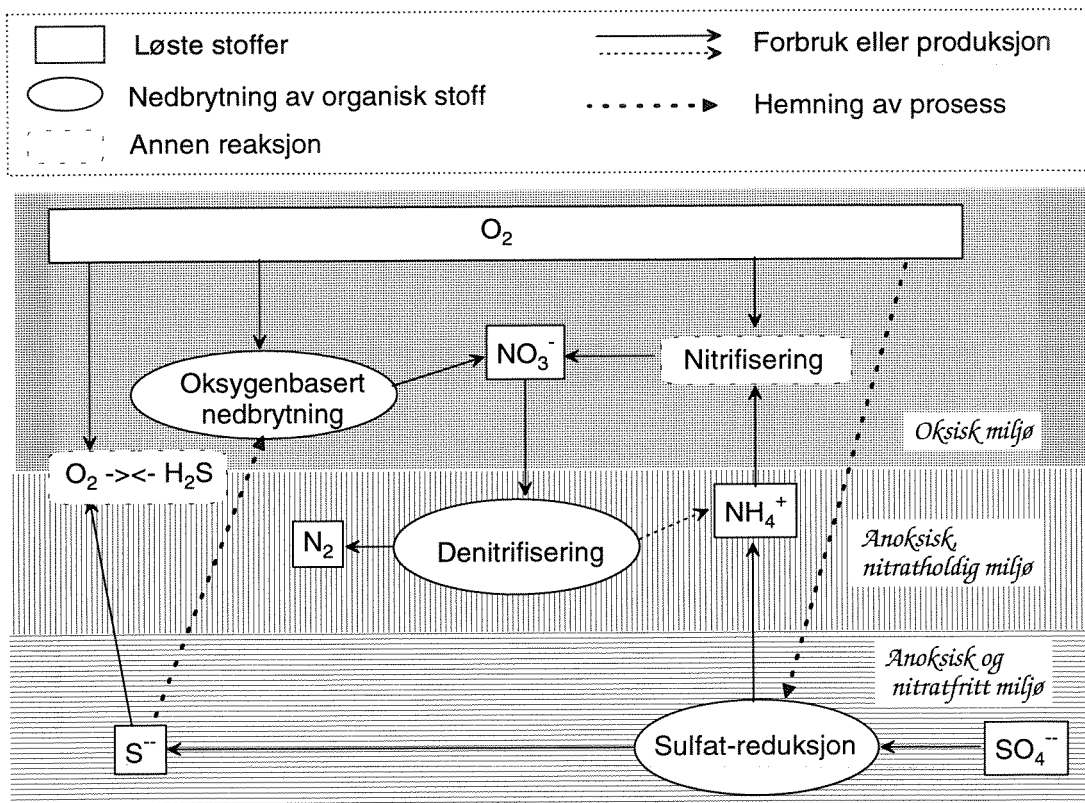 Løste stoffer
Forbruk eller produksjon
Nedbrytning av organisk stoff
Hemning av prosess
Annen reaksjon
O₂
NO₃⁻
Nitrifisering
Oksygenbasert
nedbrytning
Oksisk miljø
O₂ -><- H₂S
N₂
Denitrifisering
NH₄⁺
Anoksisk,
nitratholdig miljø
Anoksisk og
nitratfritt miljø
S⁻⁻
Sulfat-reduksjon
SO₄⁻⁻